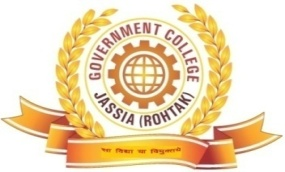 GOVERNMENT COLLEGE
JASSIA (ROHTAK)
सा विद्या या विमुक्तये